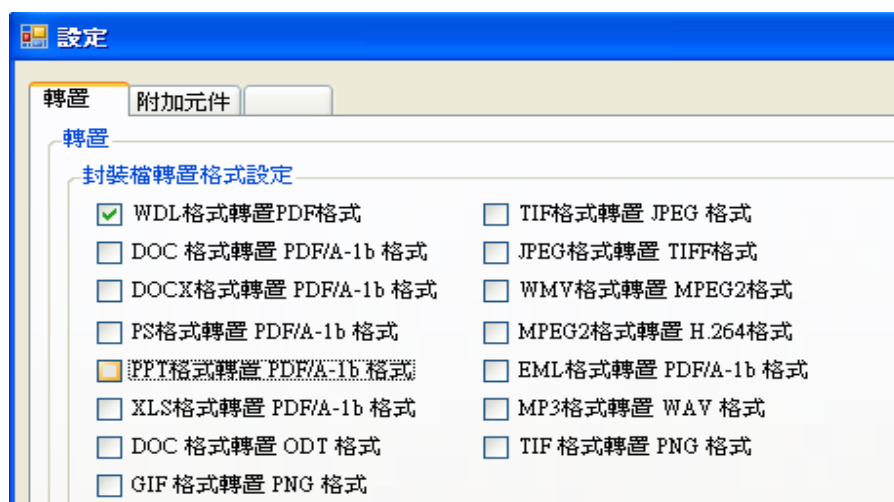 設定
轉置
附加元件
轉置
封裝檔轉置格式設定
WDL格式轉置PDF格式
DOC 格式轉置 PDF/A-1b 格式
DOCX格式轉置 PDF/A-1b 格式
PS格式轉置 PDF/A-1b 格式
PPT格式轉置 PDF/A-1b 格式
XLS格式轉置 PDF/A-1b 格式
DOC 格式轉置 ODT 格式
GIF 格式轉置 PNG 格式
TIF格式轉置 JPEG 格式
JPEG格式轉置 TIFF格式
WMV格式轉置 MPEG2格式
MPEG2格式轉置 H.264格式
EML格式轉置 PDF/A-1b 格式
MP3格式轉置 WAV 格式
TIF 格式轉置 PNG 格式